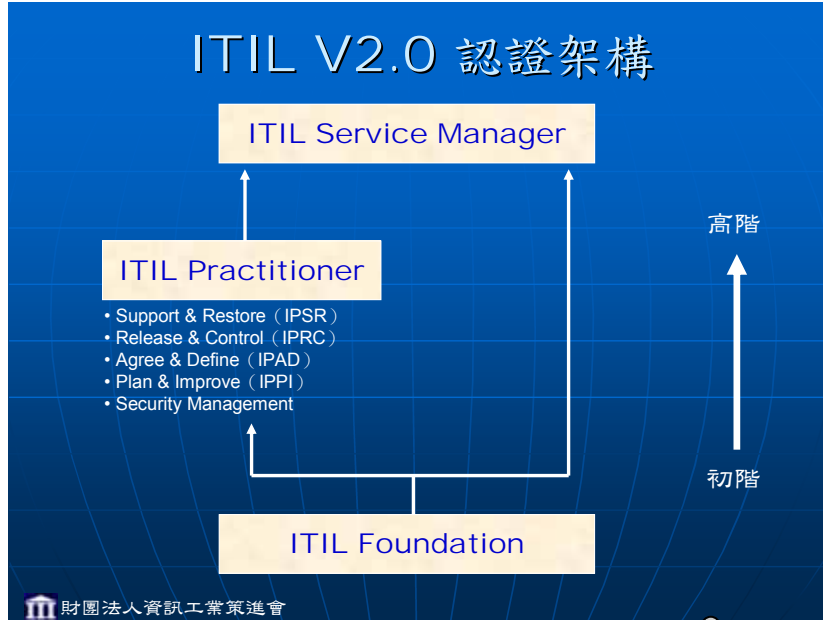 ITIL V2.0 認證架構
ITIL Service Manager
高階
ITIL Practitioner
• Support & Restore（IPSR）
• Release & Control（IPRC）
• Agree & Define（IPAD）
• Plan & Improve（IPPI）
• Security Management
初階
ITIL Foundation
財團法人資訊工業策進會